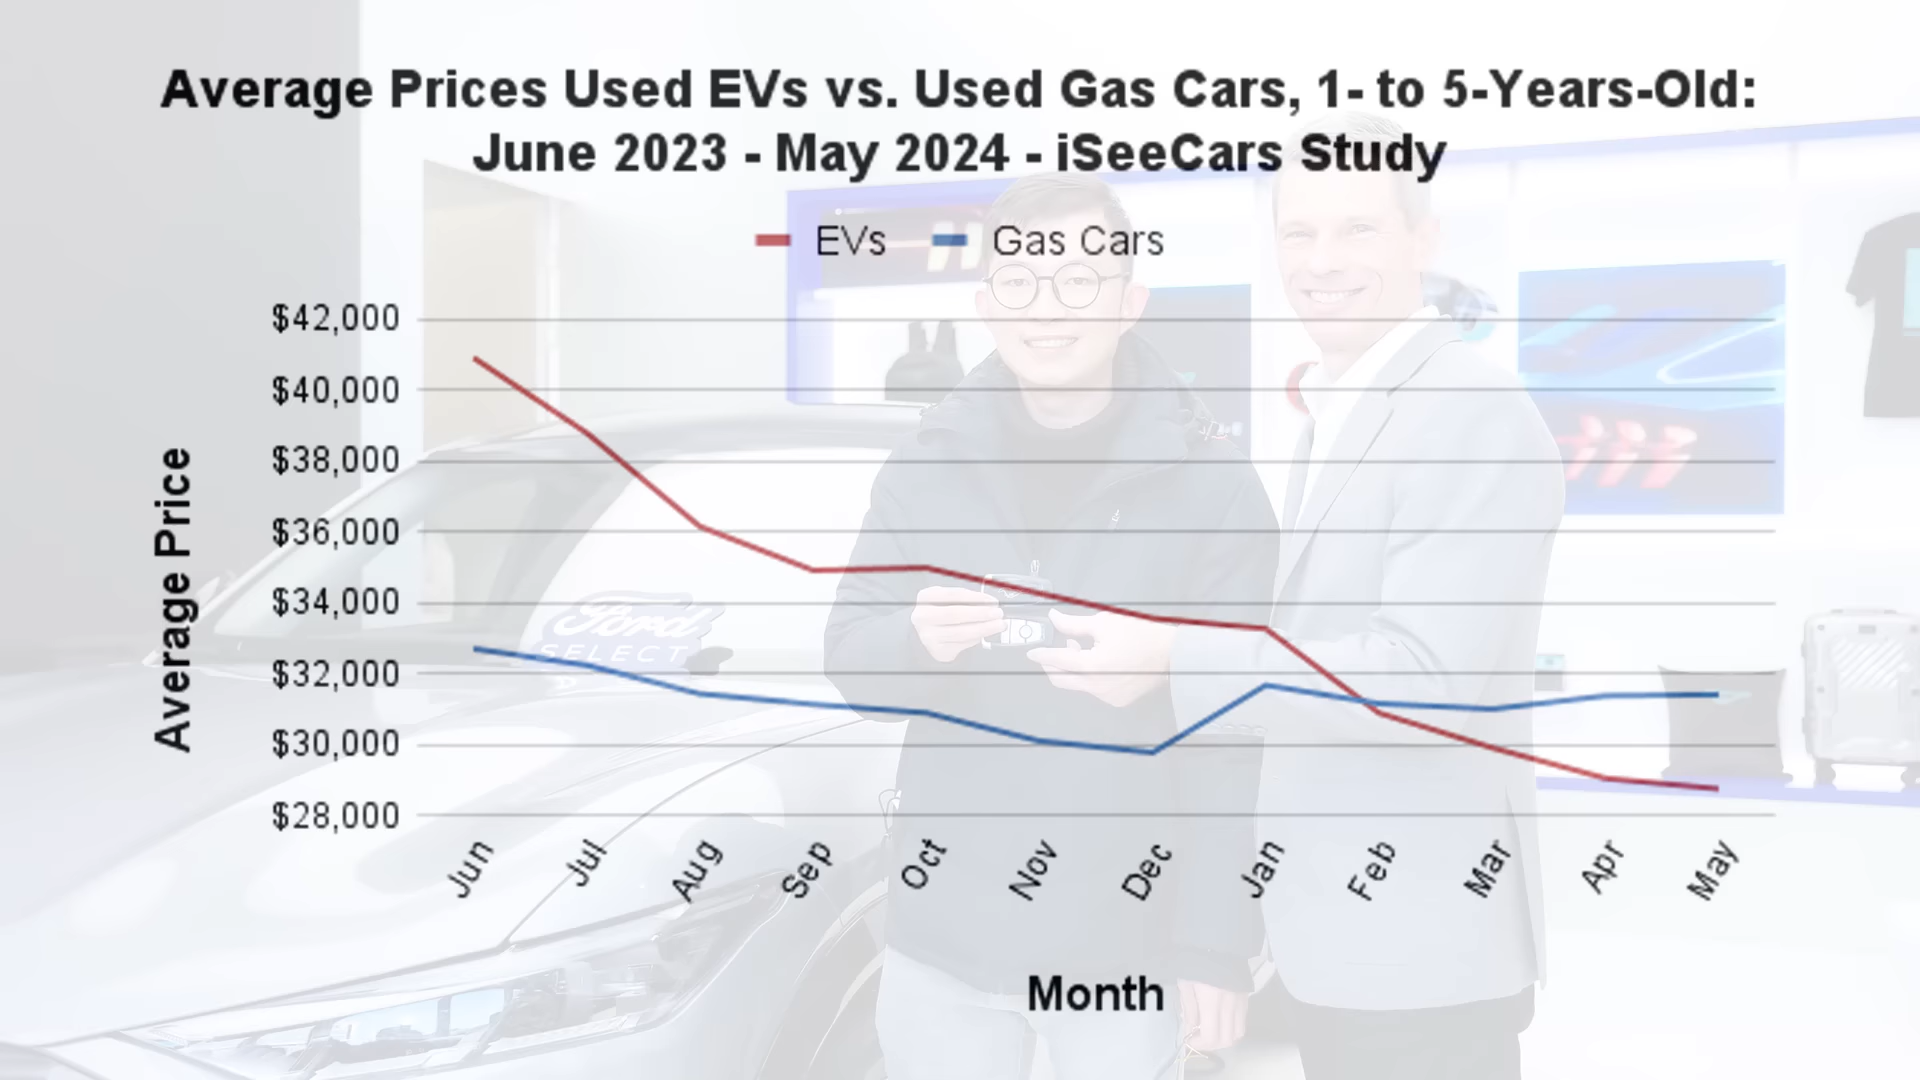 Average Prices Used EVs vs. Used Gas Cars, 1- to 5-Years-Old:
June 2023 - May 2024 - iSeeCars Study
EVs Gas Cars
Average Price
$42,000
$40,000
$38,000
$36,000
$34,000
$32,000
$30,000
$28,000
Ford
SELECT
Jun Jul Aug Sep Oct Nov Dec Jan Feb Mar Apr May
Month